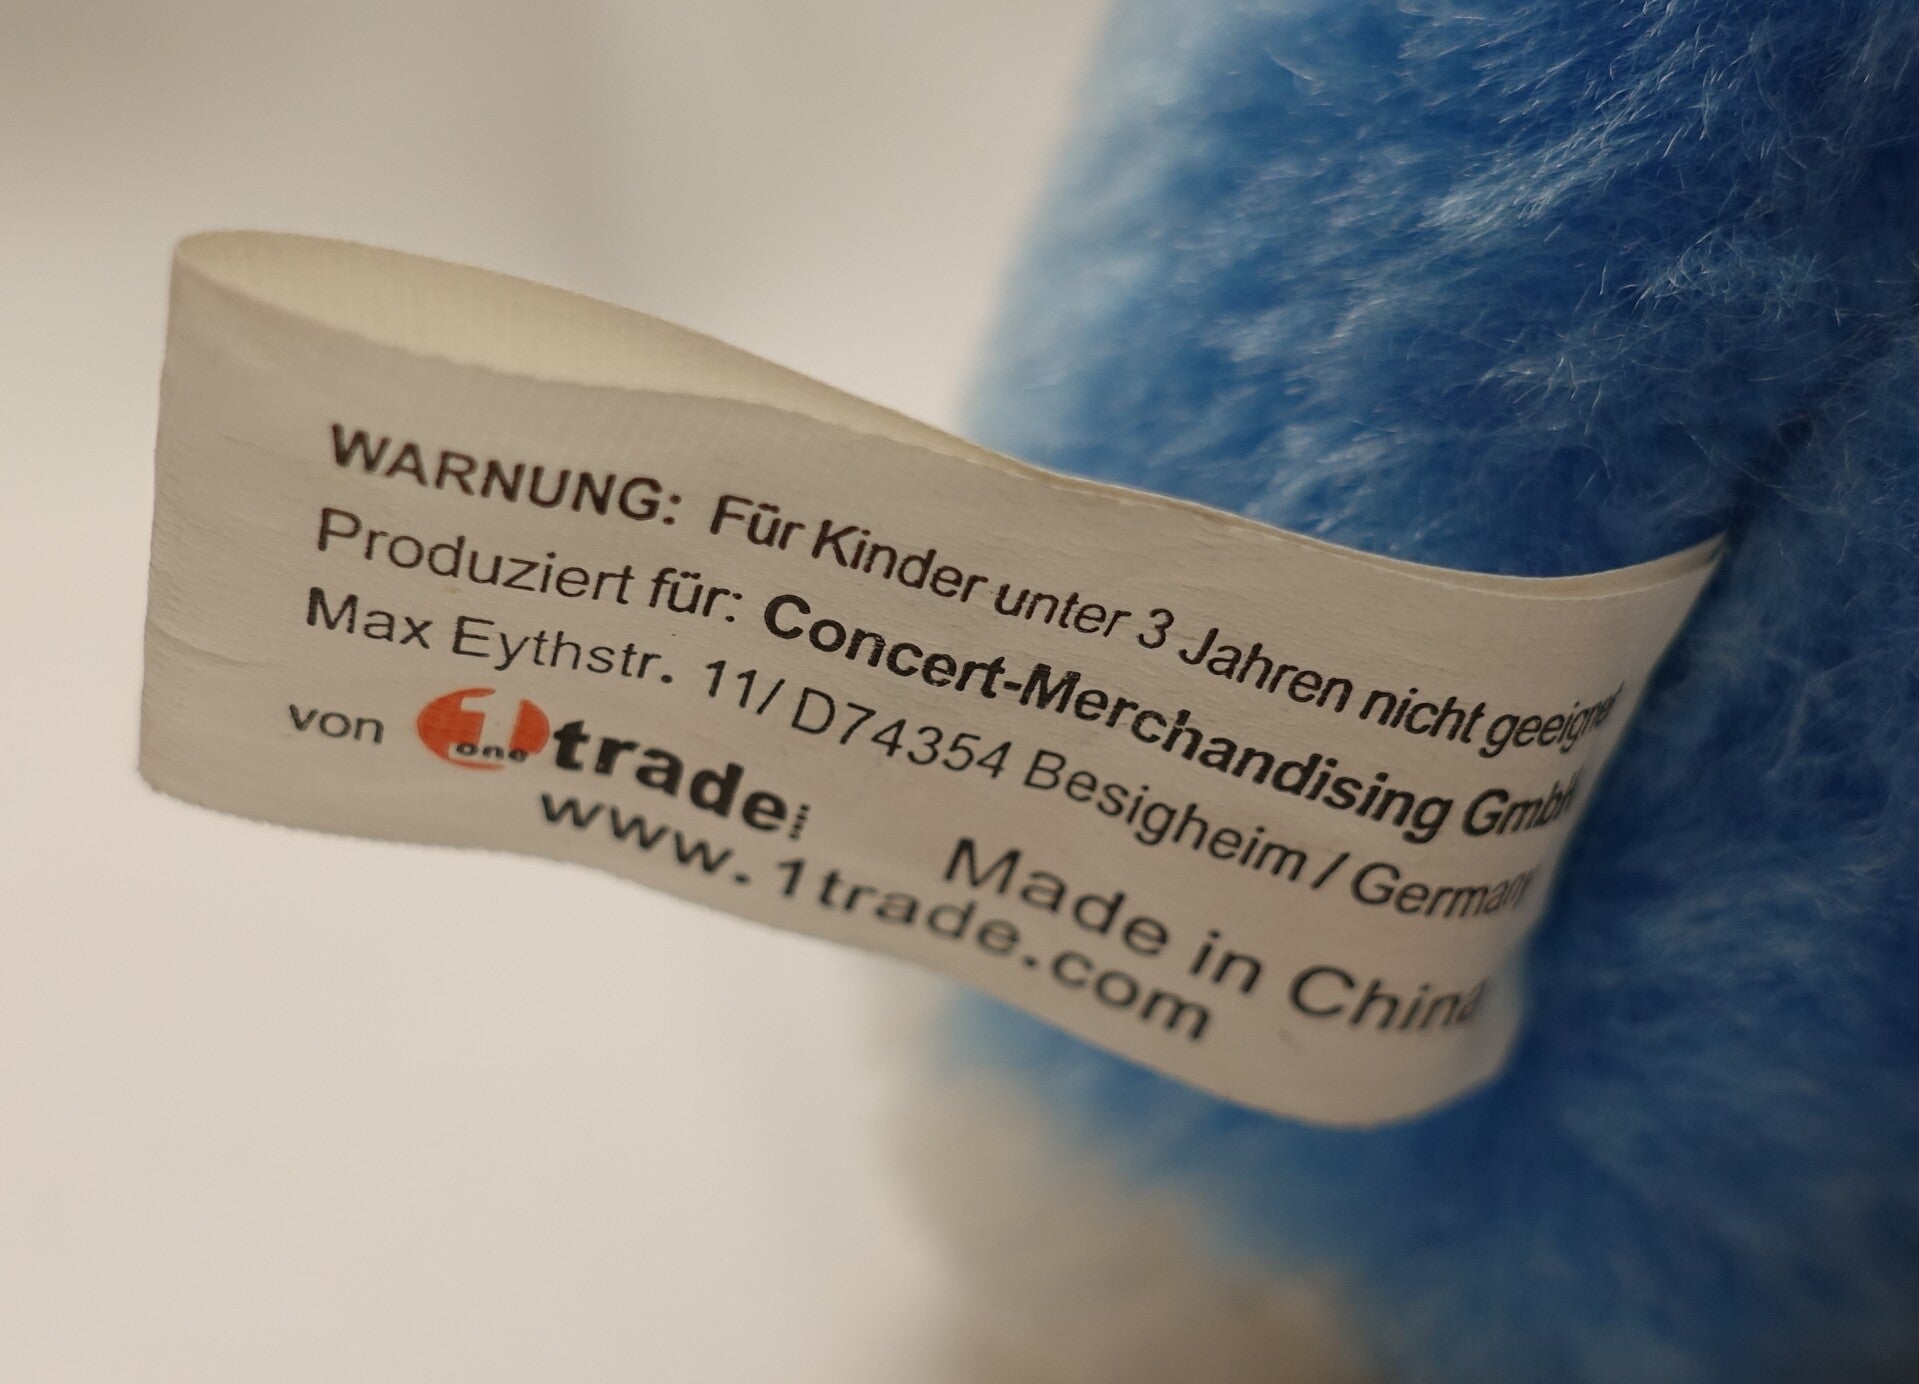 WARNUNG: Für Kinder unter 3 Jahren nicht geeignet
Produziert für: Concert-Merchandising GmbH
Max Eythstr. 11/ D74354 Besigheim / Germany
von 1 one trade
Made in China
www.1trade.com